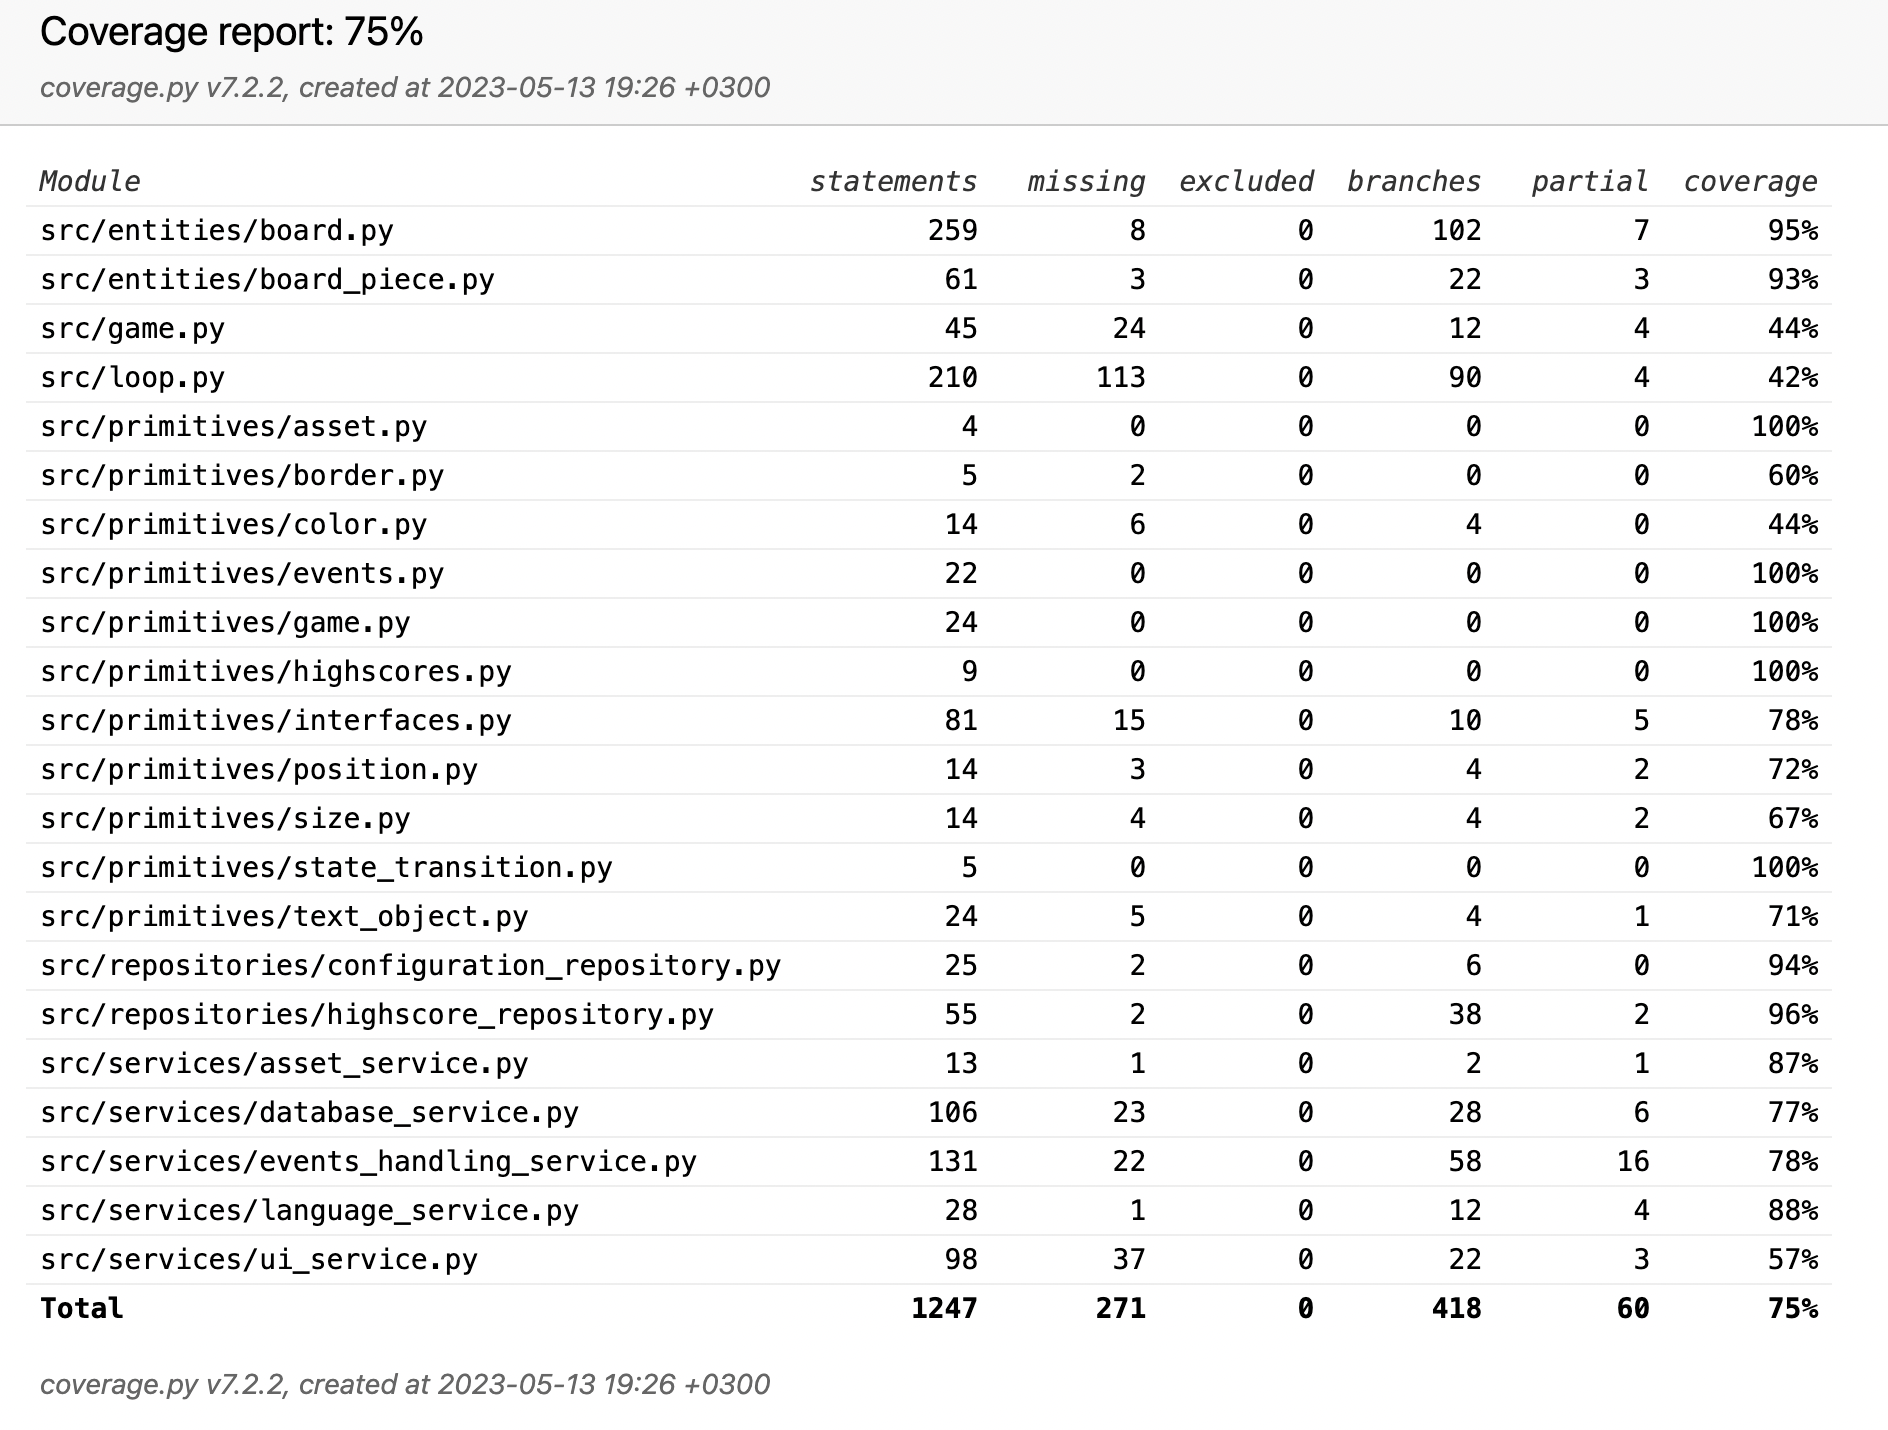 Coverage report: 75%
coverage.py v7.2.2, created at 2023-05-13 19:26 +0300
Module statements missing excluded branches partial coverage
src/entities/board.py 259 8 0 102 7 95%
src/entities/board_piece.py 61 3 0 22 3 93%
src/game.py 45 24 0 12 4 44%
src/loop.py 210 113 0 90 4 42%
src/primitives/asset.py 4 0 0 0 0 100%
src/primitives/border.py 5 2 0 0 0 60%
src/primitives/color.py 14 6 0 4 0 44%
src/primitives/events.py 22 0 0 0 0 100%
src/primitives/game.py 24 0 0 0 0 100%
src/primitives/highscores.py 9 0 0 0 0 100%
src/primitives/interfaces.py 81 15 0 10 5 78%
src/primitives/position.py 14 3 0 4 2 72%
src/primitives/size.py 14 4 0 4 2 67%
src/primitives/state_transition.py 5 0 0 0 0 100%
src/primitives/text_object.py 24 5 0 4 1 71%
src/repositories/configuration_repository.py 25 2 0 6 0 94%
src/repositories/highscore_repository.py 55 2 0 38 2 96%
src/services/asset_service.py 13 1 0 2 1 87%
src/services/database_service.py 106 23 0 28 6 77%
src/services/events_handling_service.py 131 22 0 58 16 78%
src/services/language_service.py 28 1 0 12 4 88%
src/services/ui_service.py 98 37 0 22 3 57%
Total 1247 271 0 418 60 75%
coverage.py v7.2.2, created at 2023-05-13 19:26 +0300